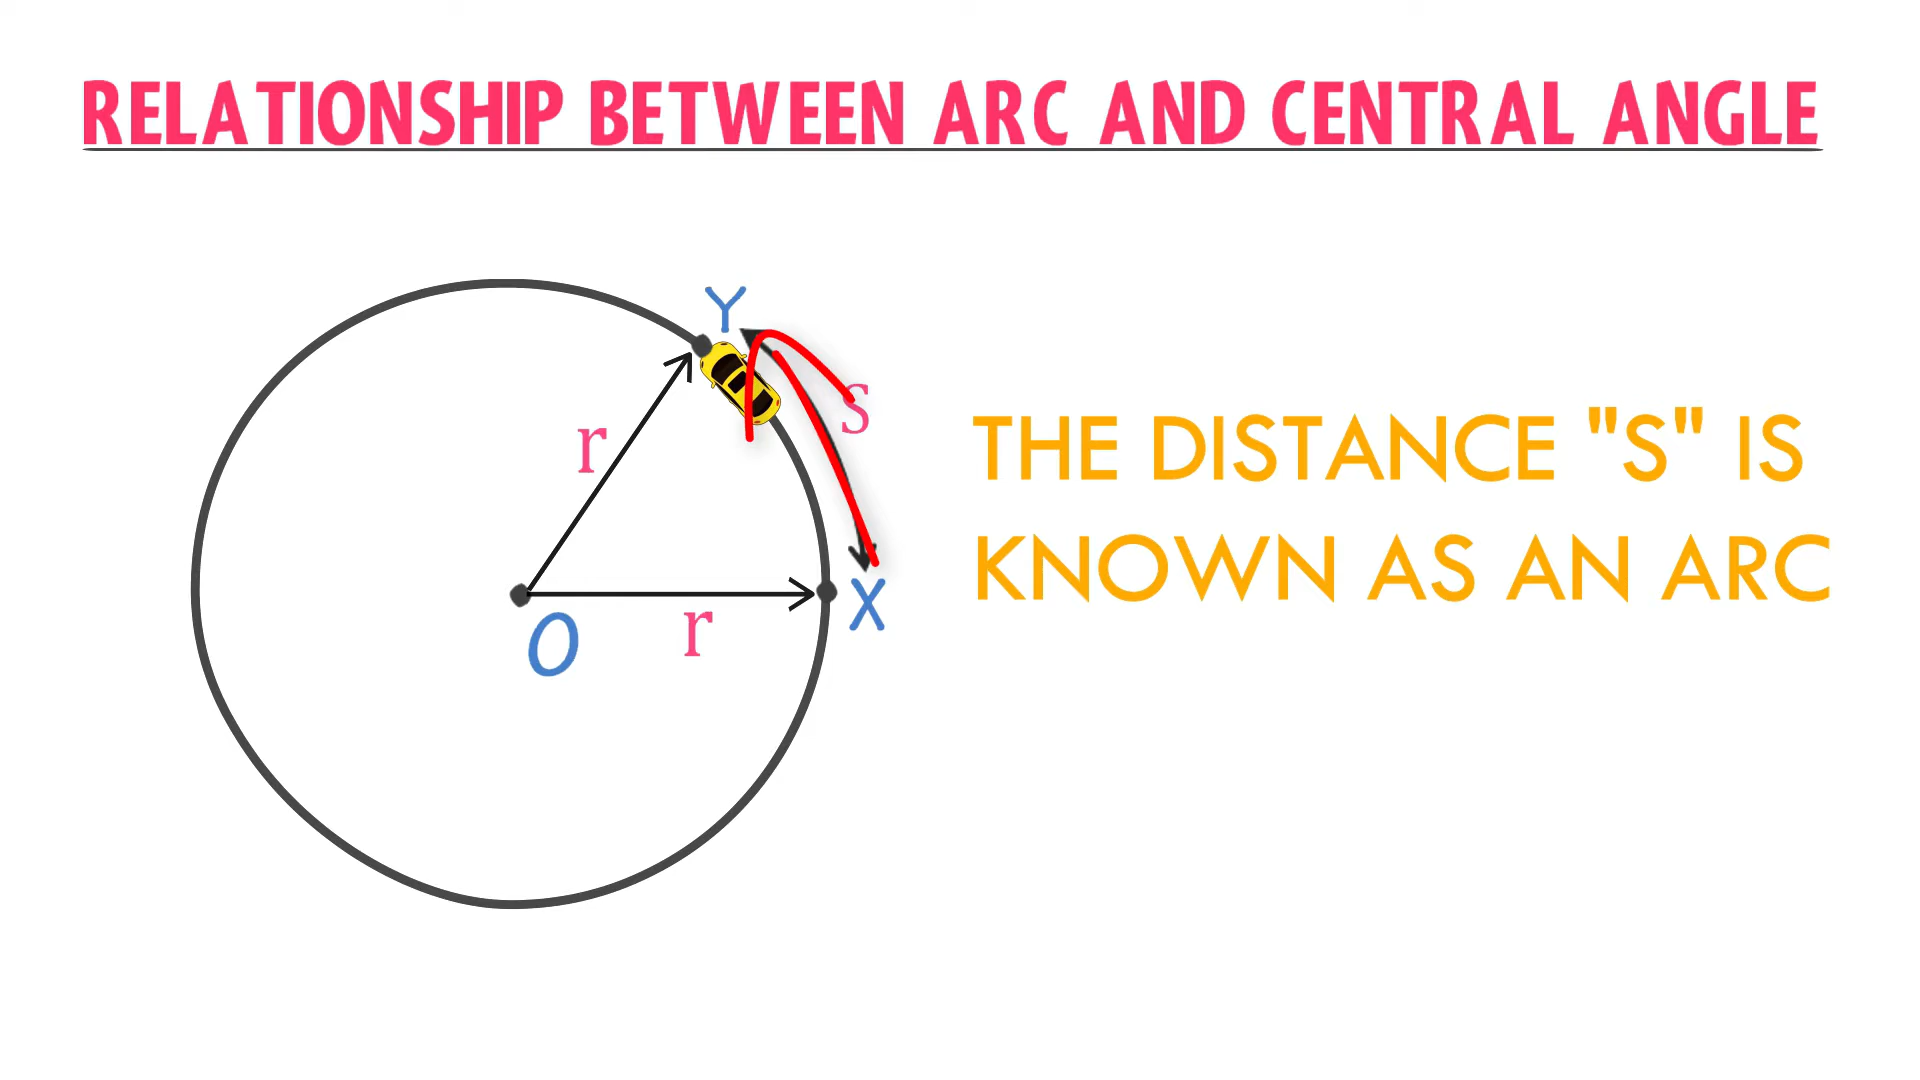 RELATIONSHIP BETWEEN ARC AND CENTRAL ANGLE
Y
S
r
THE DISTANCE "S" IS
KNOWN AS AN ARC
X
O
r